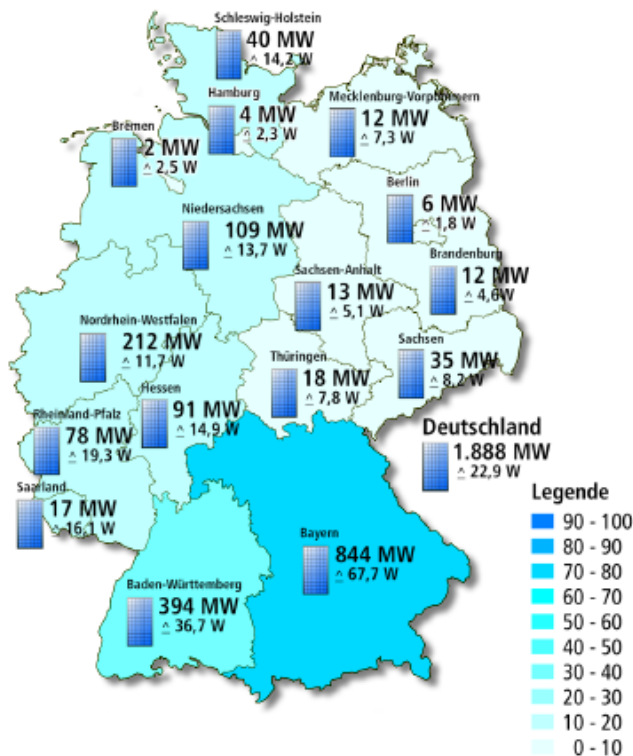 Schleswig-Holstein
40 MW
≙ 14,2 W
Hamburg
4 MW
≙ 2,3 W
Mecklenburg-Vorpommern
12 MW
≙ 7,3 W
Bremen
2 MW
≙ 2,5 W
Berlin
6 MW
≙ 1,8 W
Niedersachsen
109 MW
≙ 13,7 W
Brandenburg
12 MW
≙ 4,6 W
Sachsen-Anhalt
13 MW
≙ 5,1 W
Nordrhein-Westfalen
212 MW
≙ 11,7 W
Sachsen
35 MW
≙ 8,2 W
Thüringen
18 MW
≙ 7,8 W
Hessen
91 MW
≙ 14,9 W
Rheinland-Pfalz
78 MW
≙ 19,3 W
Deutschland
1.888 MW
≙ 22,9 W
Saarland
17 MW
≙ 16,1 W
Bayern
844 MW
≙ 67,7 W
Baden-Württemberg
394 MW
≙ 36,7 W
Legende
90 - 100
80 - 90
70 - 80
60 - 70
50 - 60
40 - 50
30 - 40
20 - 30
10 - 20
0 - 10